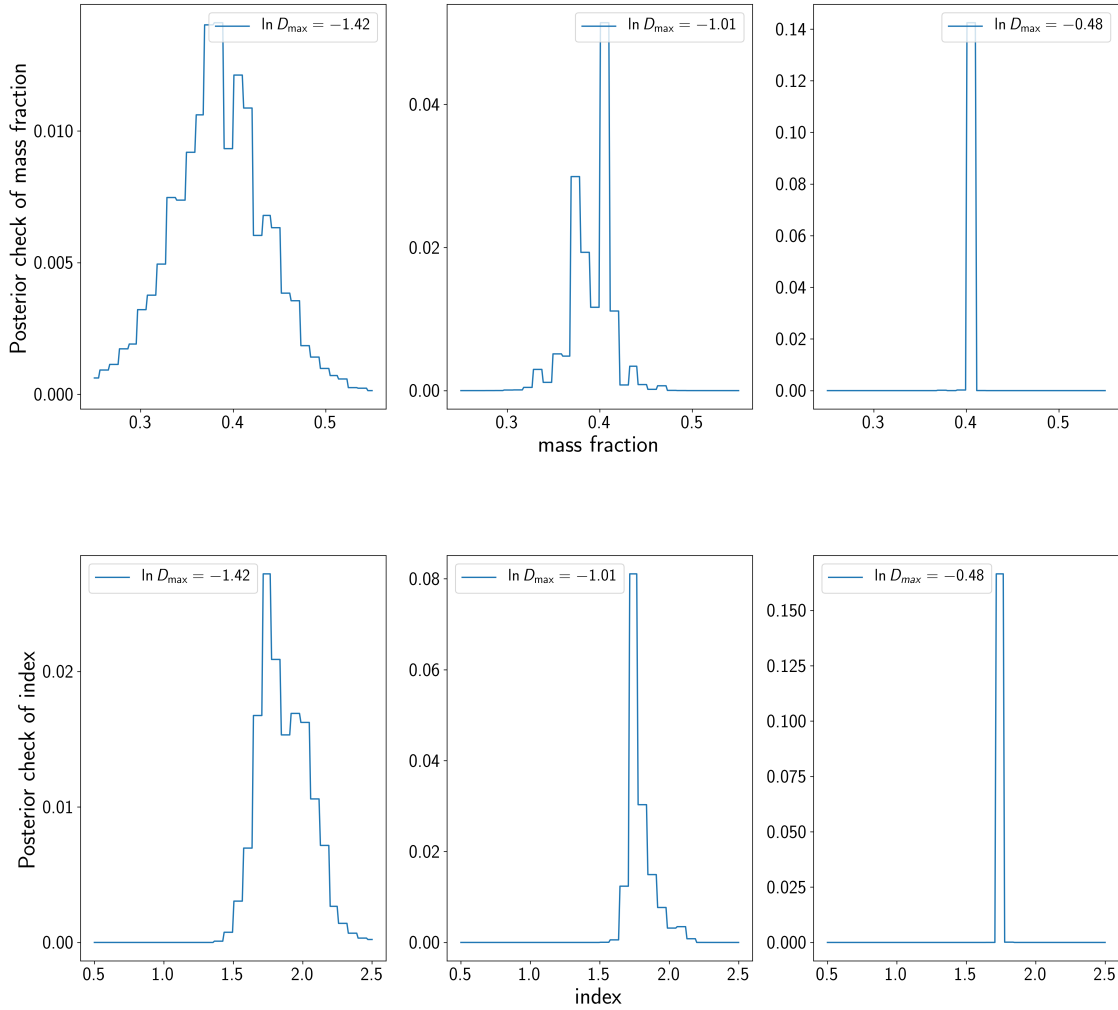 ln D_max = −1.42
ln D_max = −1.01
ln D_max = −0.48
Posterior check of mass fraction
0.010
0.005
0.000
0.3 0.4 0.5
0.04
0.02
0.00
0.3 0.4 0.5
0.14
0.12
0.10
0.08
0.06
0.04
0.02
0.00
0.3 0.4 0.5
mass fraction
ln D_max = −1.42
ln D_max = −1.01
ln D_max = −0.48
Posterior check of index
0.02
0.01
0.00
0.5 1.0 1.5 2.0 2.5
0.08
0.06
0.04
0.02
0.00
0.5 1.0 1.5 2.0 2.5
0.150
0.125
0.100
0.075
0.050
0.025
0.000
0.5 1.0 1.5 2.0 2.5
index